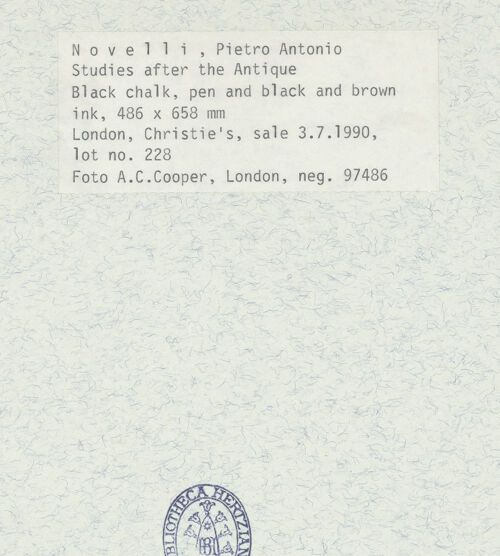 N o v e l l i , Pietro Antonio
Studies after the Antique
Black chalk, pen and black and brown
ink, 486 x 658 mm
London, Christie's, sale 3.7.1990,
lot no. 228
Foto A.C.Cooper, London, neg. 97486
BIBLIOTHECA HERTZIAN